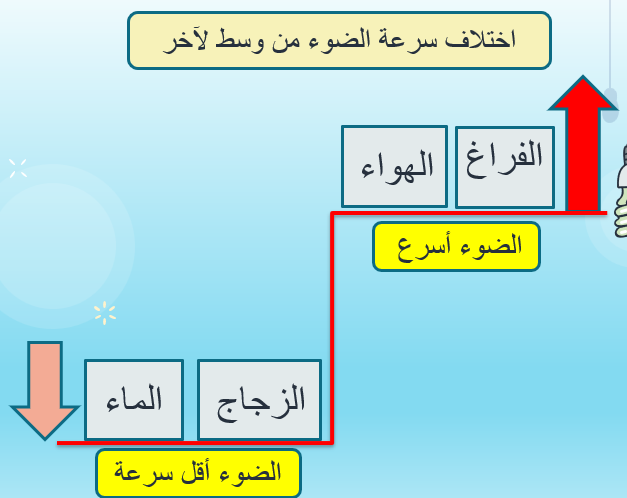 اختلاف سرعة الضوء من وسط لآخر
الفراغ
الهواء
الضوء أسرع
الزجاج
الماء
الضوء أقل سرعة